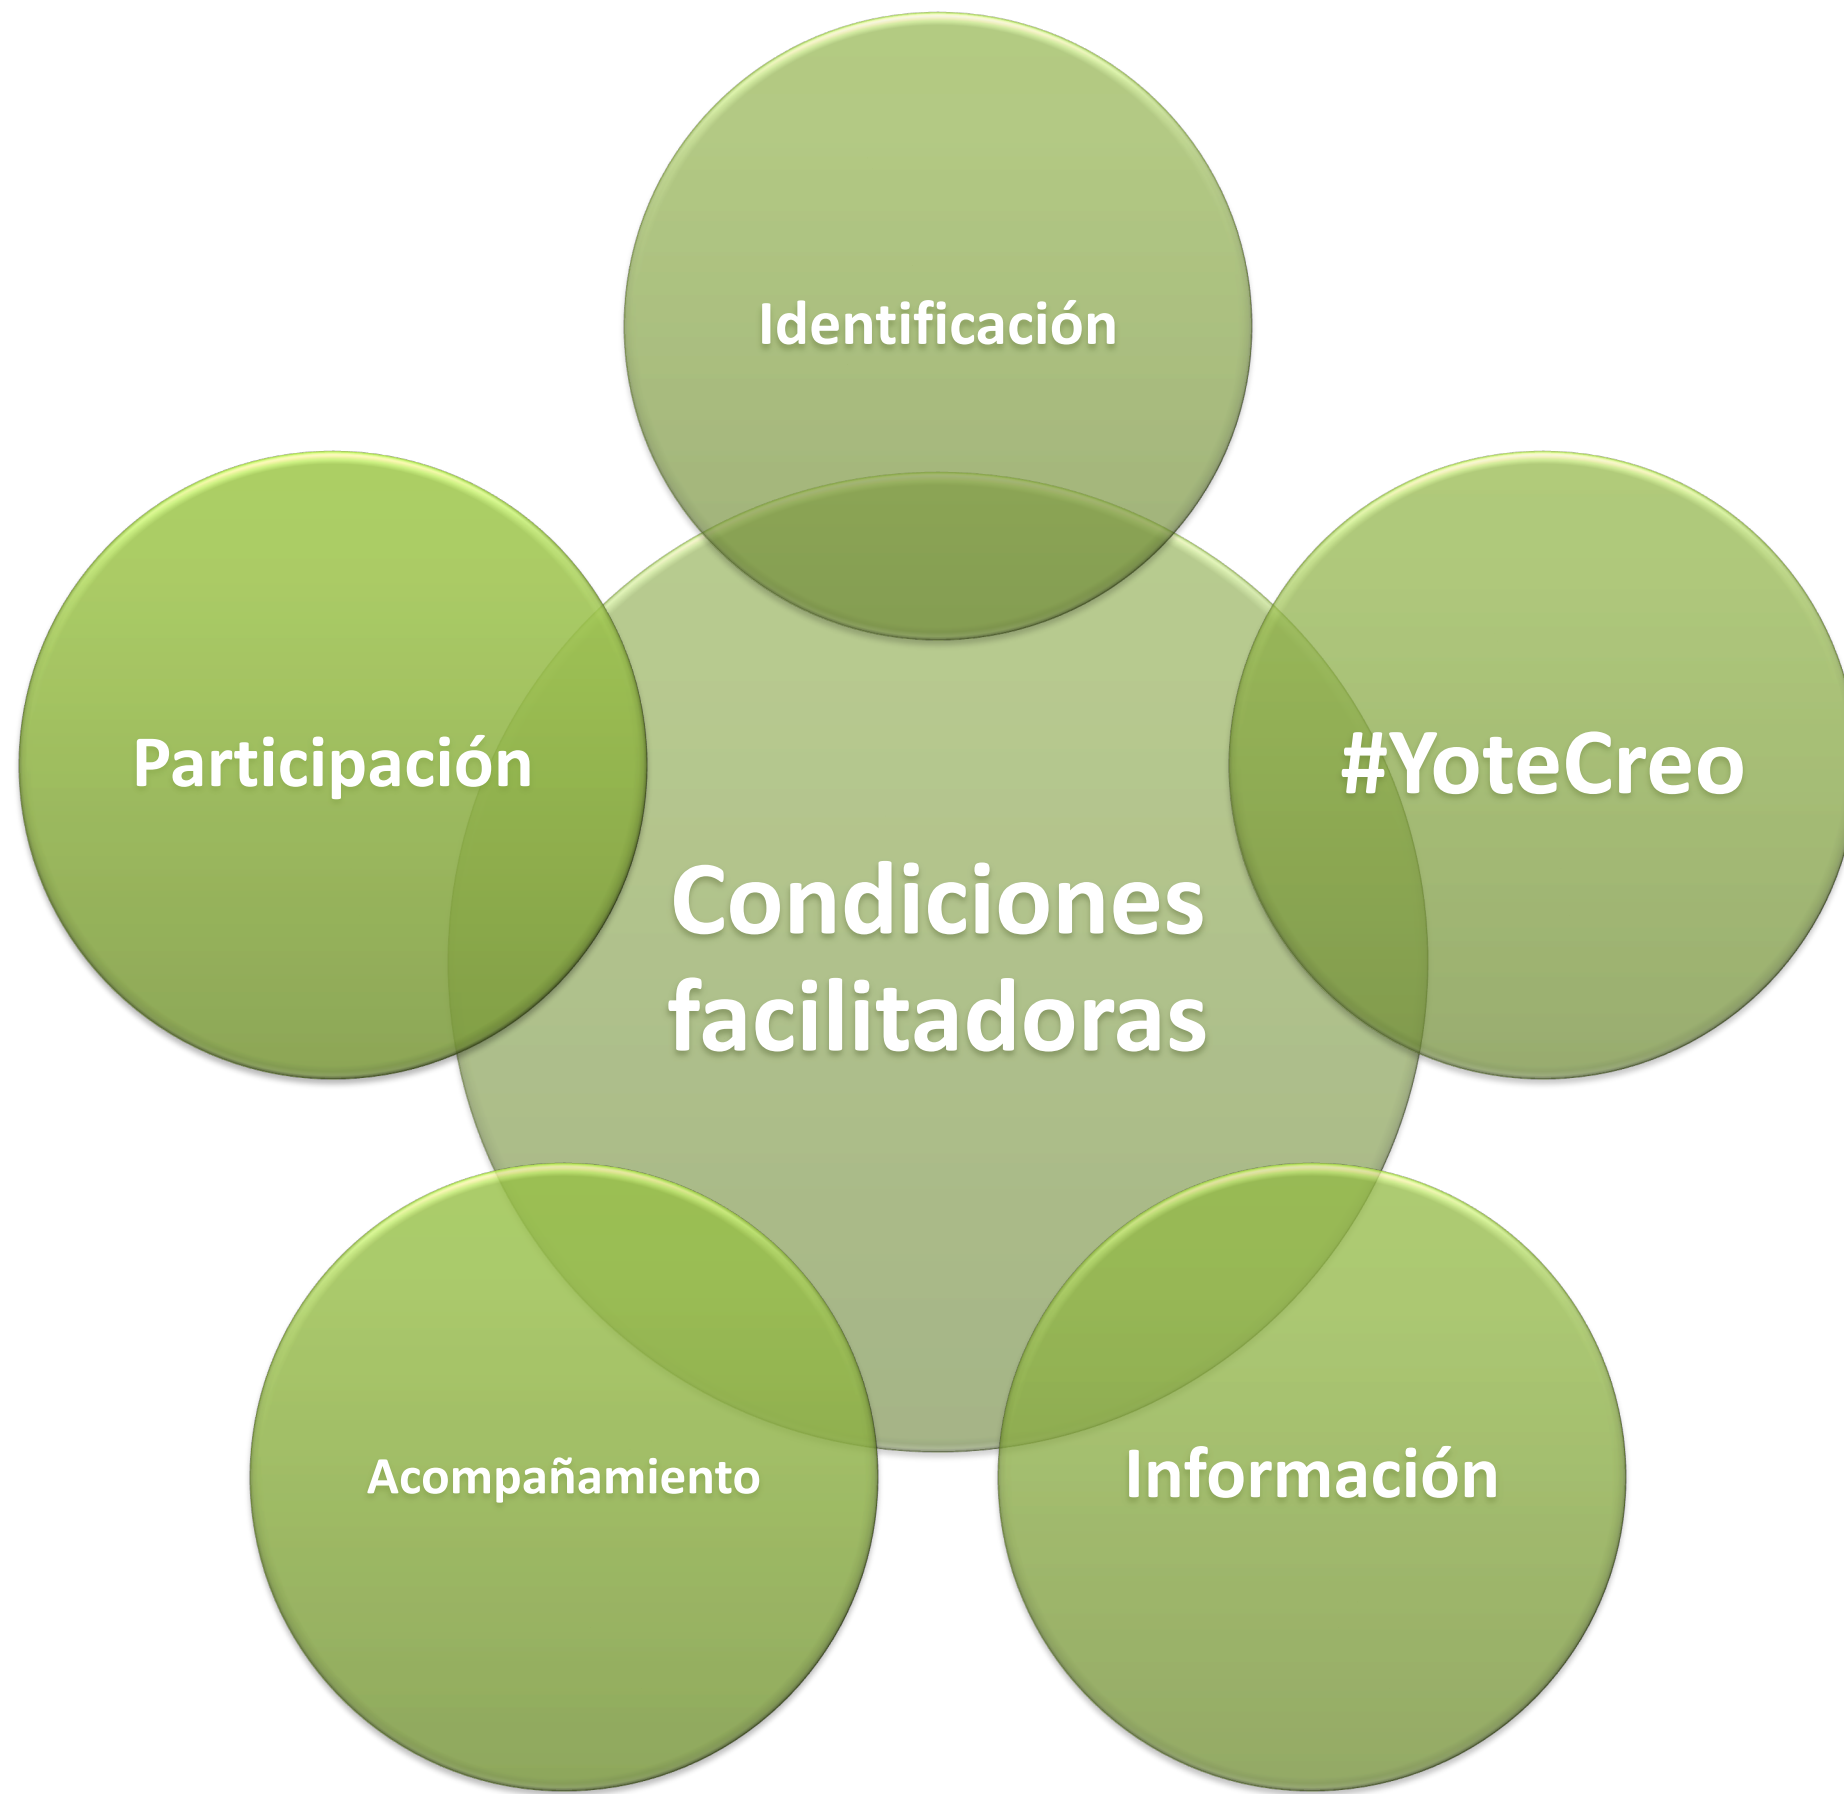 Identificación
Participación
#YoteCreo
Condiciones
facilitadoras
Acompañamiento
Información